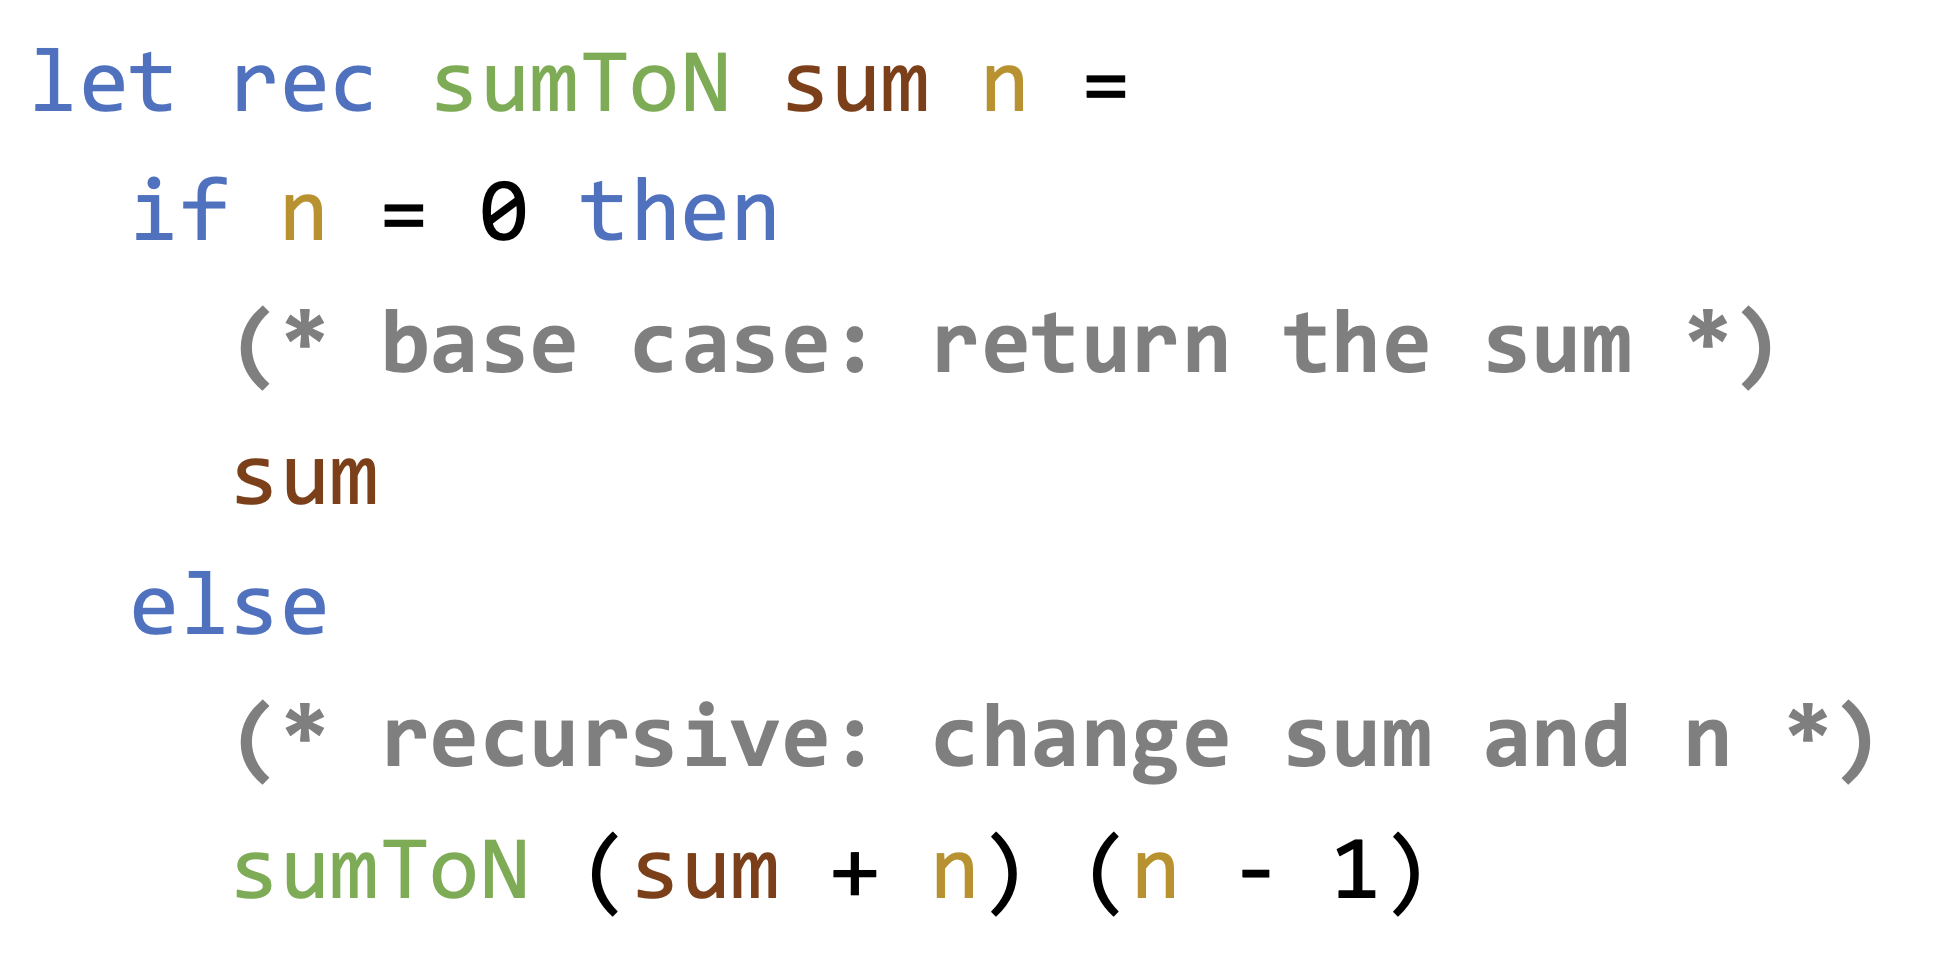 let rec sumToN sum n =
if n = 0 then
(* base case: return the sum *)
sum
else
(* recursive: change sum and n *)
sumToN (sum + n) (n - 1)